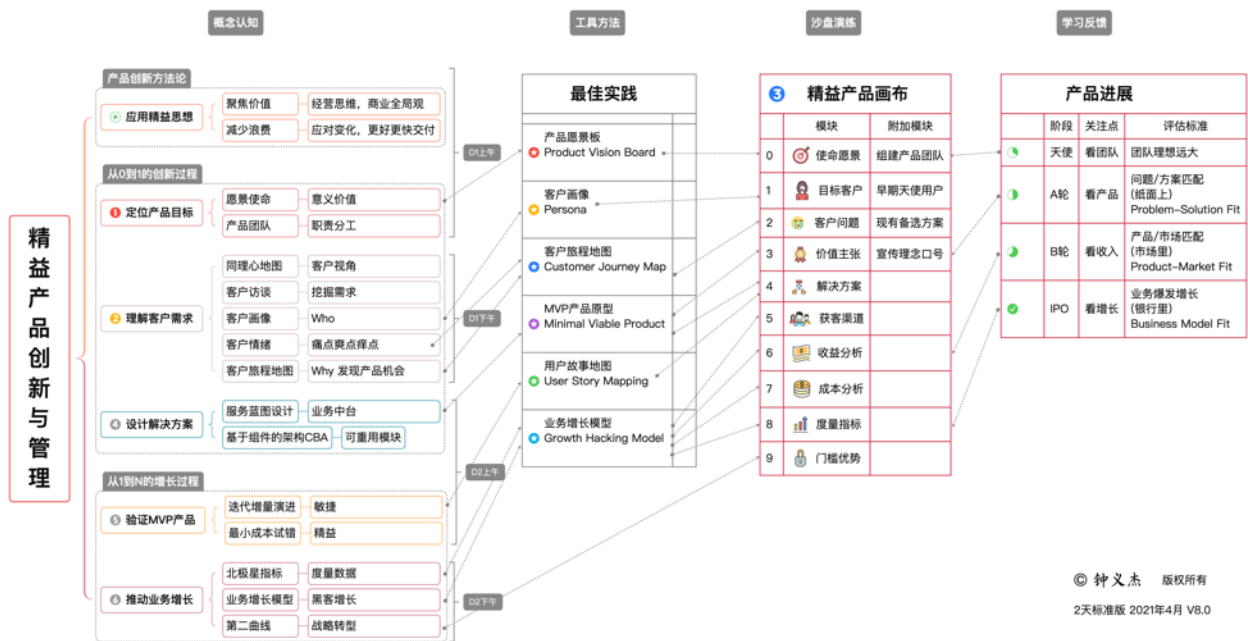 概念认知
工具方法
沙盘演练
学习反馈
精益产品创新与管理
产品创新方法论
应用精益思想
聚焦价值
经营思维，商业全局观
减少浪费
应对变化，更好更快交付
D1上午
从0到1的创新过程
1 定位产品目标
愿景使命
意义价值
产品团队
职责分工
2 理解客户需求
同理心地图
客户视角
客户访谈
挖掘需求
客户画像
Who
客户情绪
痛点爽点痒点
客户旅程地图
Why 发现产品机会
D1下午
4 设计解决方案
服务蓝图设计
业务中台
基于组件的架构CBA
可重用模块
D2上午
从1到N的增长过程
5 验证MVP产品
迭代增量演进
敏捷
最小成本试错
精益
6 推动业务增长
北极星指标
度量数据
业务增长模型
黑客增长
第二曲线
战略转型
D2下午
最佳实践
产品愿景板
Product Vision Board
客户画像
Persona
客户旅程地图
Customer Journey Map
MVP产品原型
Minimal Viable Product
用户故事地图
User Story Mapping
业务增长模型
Growth Hacking Model
3 精益产品画布
模块 附加模块
0 使命愿景 组建产品团队
1 目标客户 早期天使用户
2 客户问题 现有备选方案
3 价值主张 宣传理念口号
4 解决方案
5 获客渠道
6 收益分析
7 成本分析
8 度量指标
9 门槛优势
产品进展
阶段 关注点 评估标准
天使 看团队 团队理想远大
A轮 看产品 问题/方案匹配
(纸面上)
Problem–Solution Fit
B轮 看收入 产品/市场匹配
(市场里)
Product–Market Fit
IPO 看增长 业务爆发增长
(银行里)
Business Model Fit
© 钟义杰 版权所有
2天标准版 2021年4月 V8.0